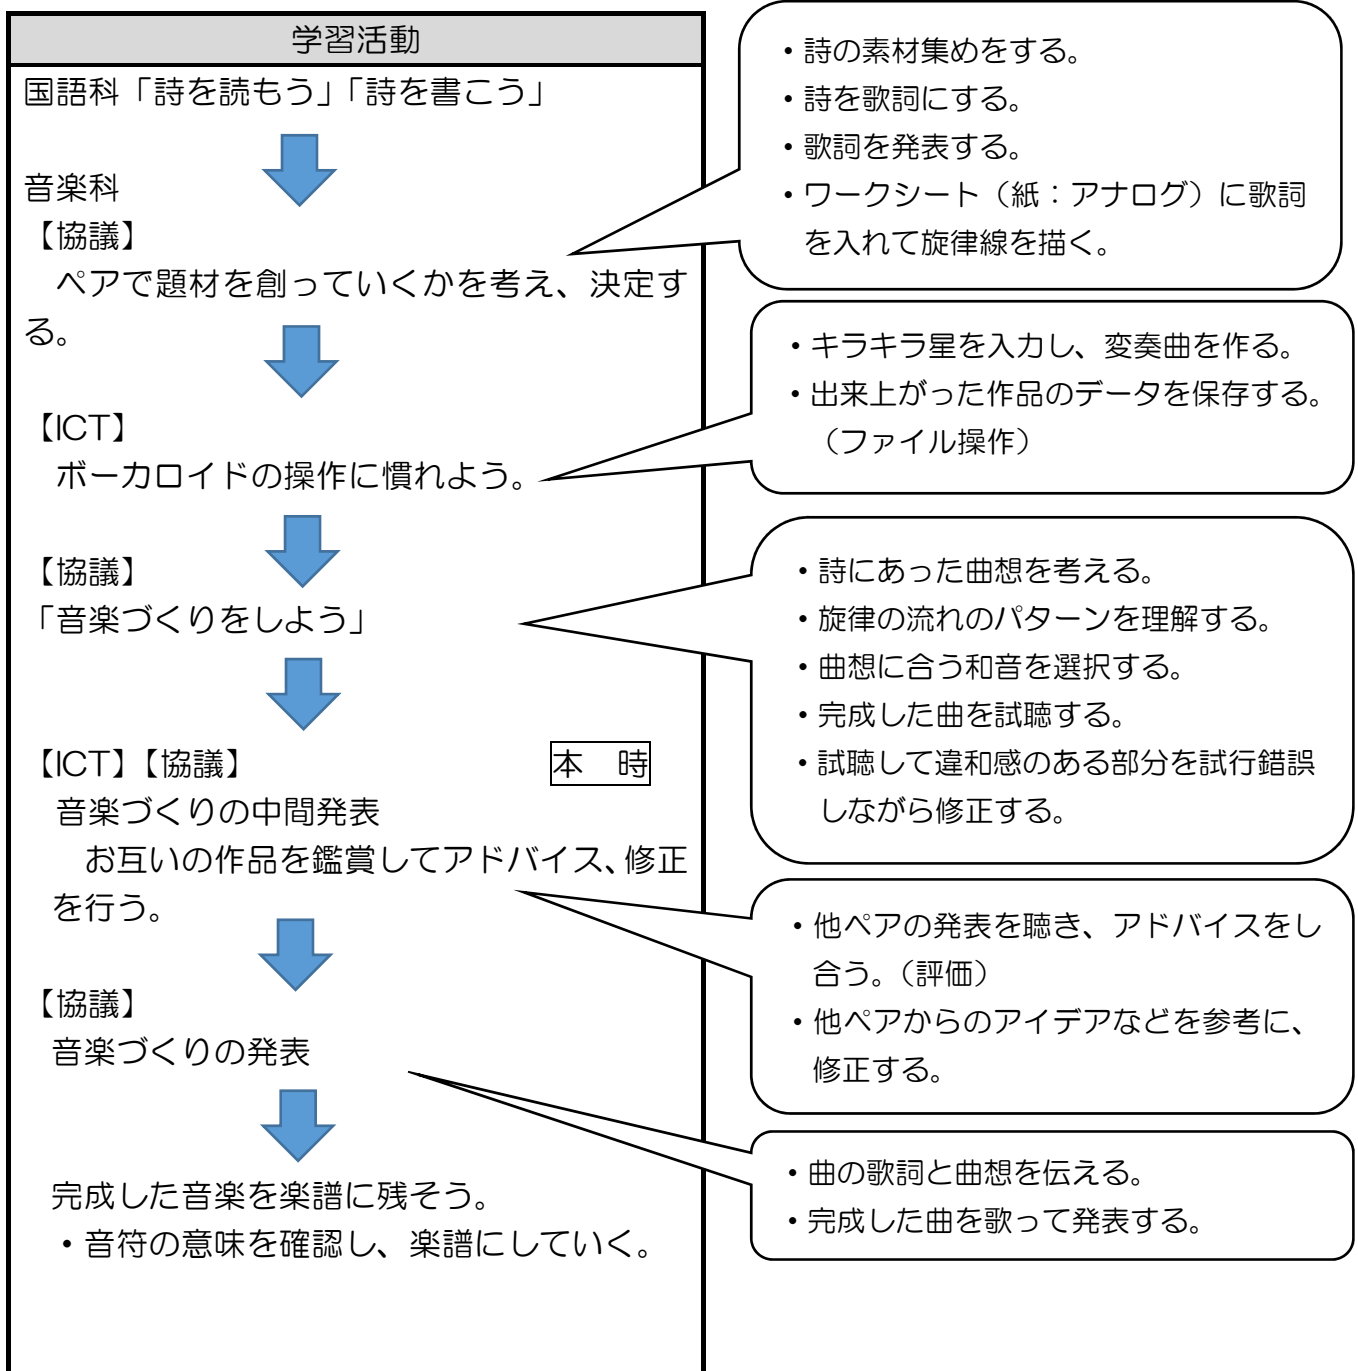 学習活動
国語科「詩を読もう」「詩を書こう」
音楽科
【協議】
ペアで題材を創っていくかを考え、決定す
る。
【ICT】
ボーカロイドの操作に慣れよう。
【協議】
「音楽づくりをしよう」
【ICT】【協議】
本　時
音楽づくりの中間発表
お互いの作品を鑑賞してアドバイス、修正
を行う。
【協議】
音楽づくりの発表
完成した音楽を楽譜に残そう。
・音符の意味を確認し、楽譜にしていく。
・詩の素材集めをする。
・詩を歌詞にする。
・歌詞を発表する。
・ワークシート（紙：アナログ）に歌詞
を入れて旋律線を描く。
・キラキラ星を入力し、変奏曲を作る。
・出来上がった作品のデータを保存する。
（ファイル操作）
・詩にあった曲想を考える。
・旋律の流れのパターンを理解する。
・曲想に合う和音を選択する。
・完成した曲を試聴する。
・試聴して違和感のある部分を試行錯誤
しながら修正する。
・他ペアの発表を聴き、アドバイスをし
合う。（評価）
・他ペアからのアイデアなどを参考に、
修正する。
・曲の歌詞と曲想を伝える。
・完成した曲を歌って発表する。